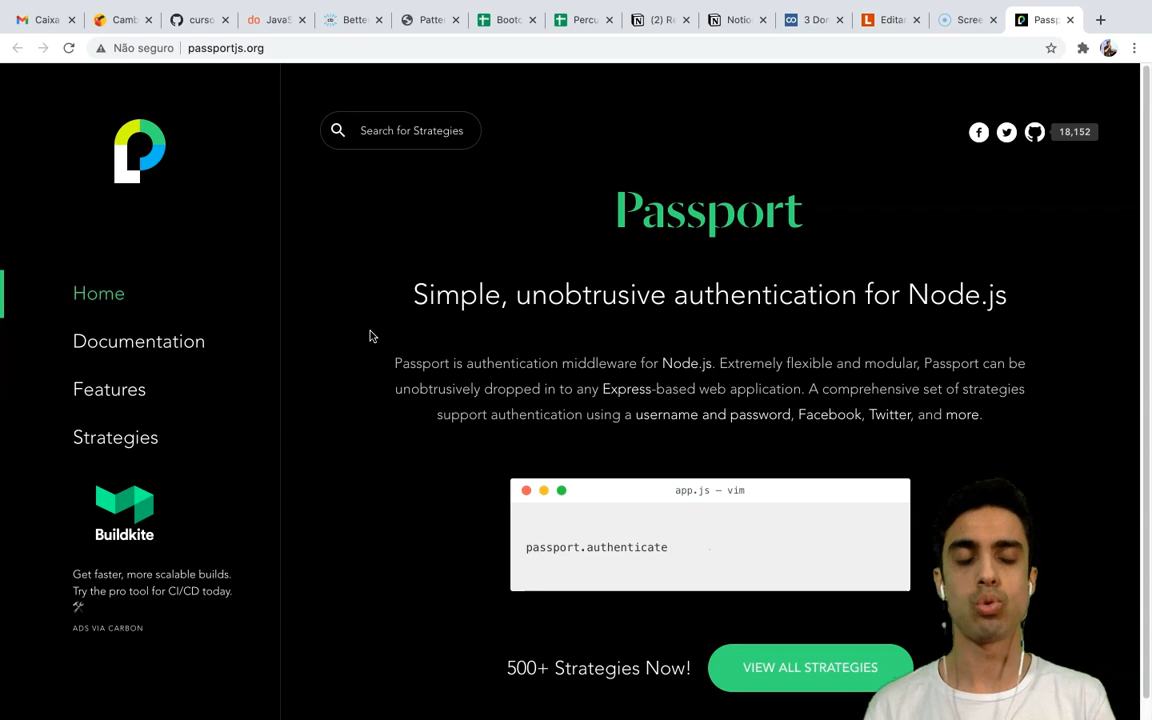 Caixa
Camb
curso
JavaS
Bette
Patte
Bootc
Percu
(2) R
Notio
3 Dor
Editar
Scree
Passp
Não seguro
passportjs.org
Search for Strategies
18,152
Passport
Home
Documentation
Features
Strategies
Simple, unobtrusive authentication for Node.js
Passport is authentication middleware for Node.js. Extremely flexible and modular, Passport can be
unobtrusively dropped in to any Express-based web application. A comprehensive set of strategies
support authentication using a username and password, Facebook, Twitter, and more.
app.js — vim
passport.authenticate
Buildkite
Get faster, more scalable builds.
Try the pro tool for CI/CD today.
ADS VIA CARBON
500+ Strategies Now!
VIEW ALL STRATEGIES